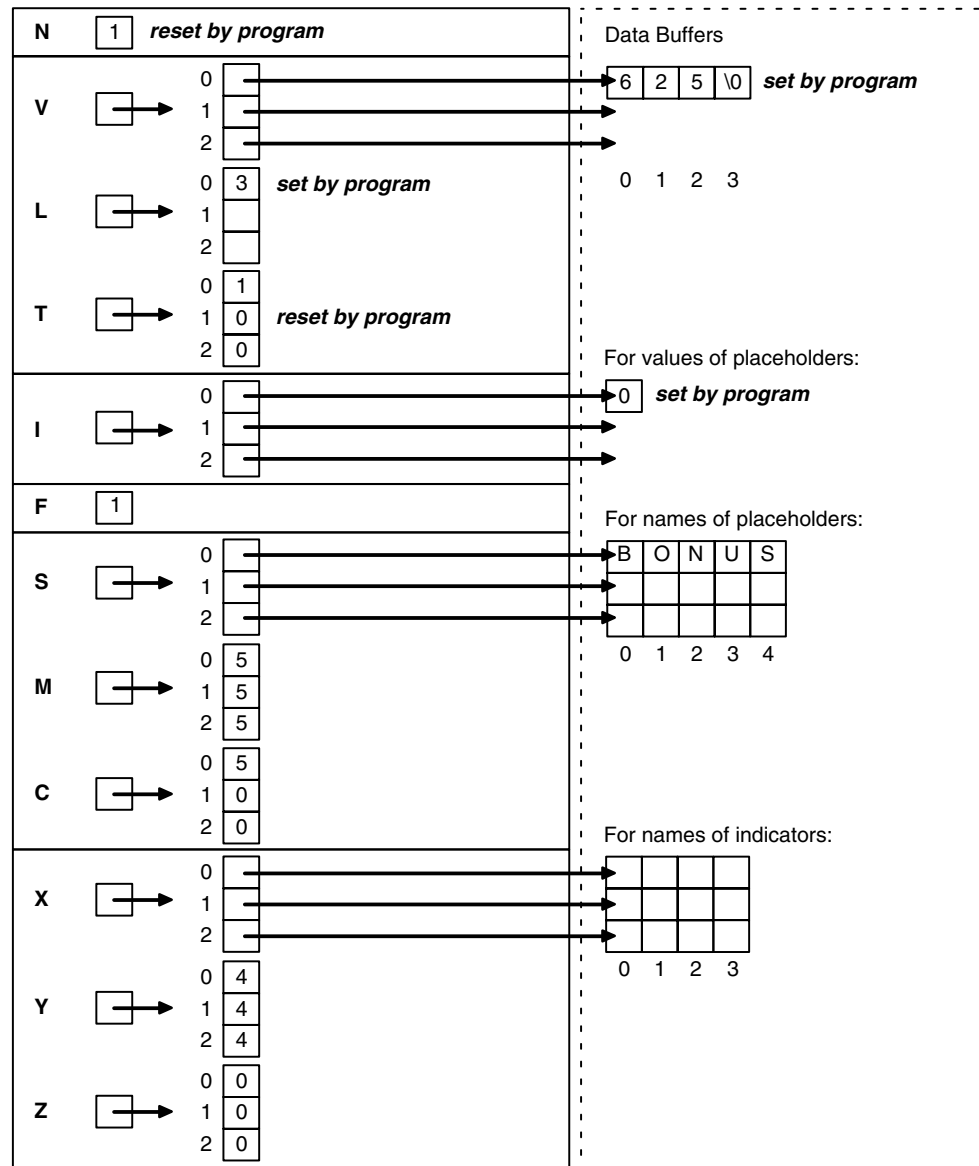 N 1 reset by program
Data Buffers
V
0
1
2
6 2 5 \0 set by program
0 1 2 3
L
0 3 set by program
1
2
T
0 1
1 0 reset by program
2 0
For values of placeholders:
I
0
1
2
0 set by program
F 1
For names of placeholders:
S
0
1
2
B O N U S
0 1 2 3 4
M
0 5
1 5
2 5
C
0 5
1 0
2 0
For names of indicators:
X
0
1
2
0 1 2 3
Y
0 4
1 4
2 4
Z
0 0
1 0
2 0